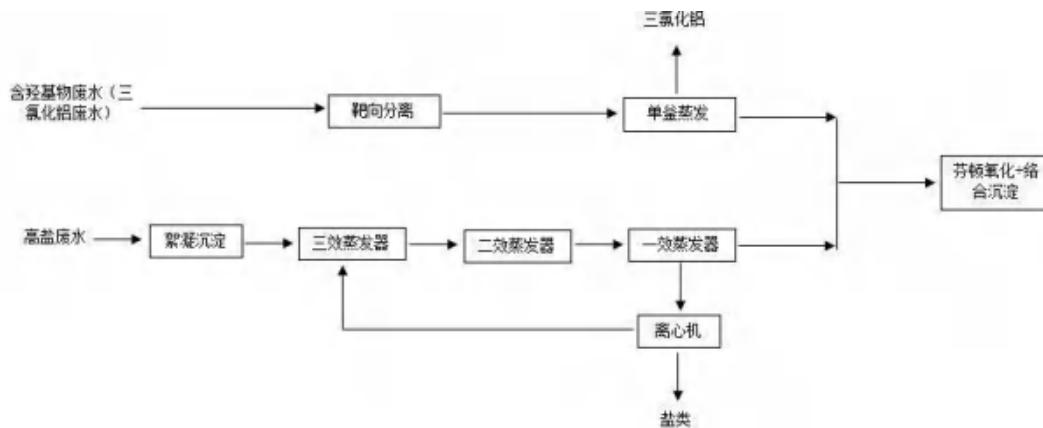 三氯化铝
含羟基物废水（三
氯化铝废水）
靶向分离
单釜蒸发
芬顿氧化+络
合沉淀
高盐废水
絮凝沉淀
三效蒸发器
二效蒸发器
一效蒸发器
离心机
盐类